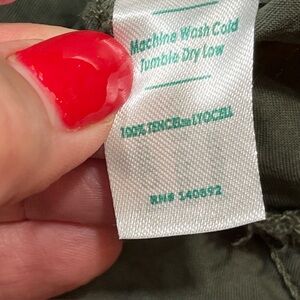 Machine Wash Cold
Tumble Dry Low
100% TENCEL™ LYOCELL
RN# 140692